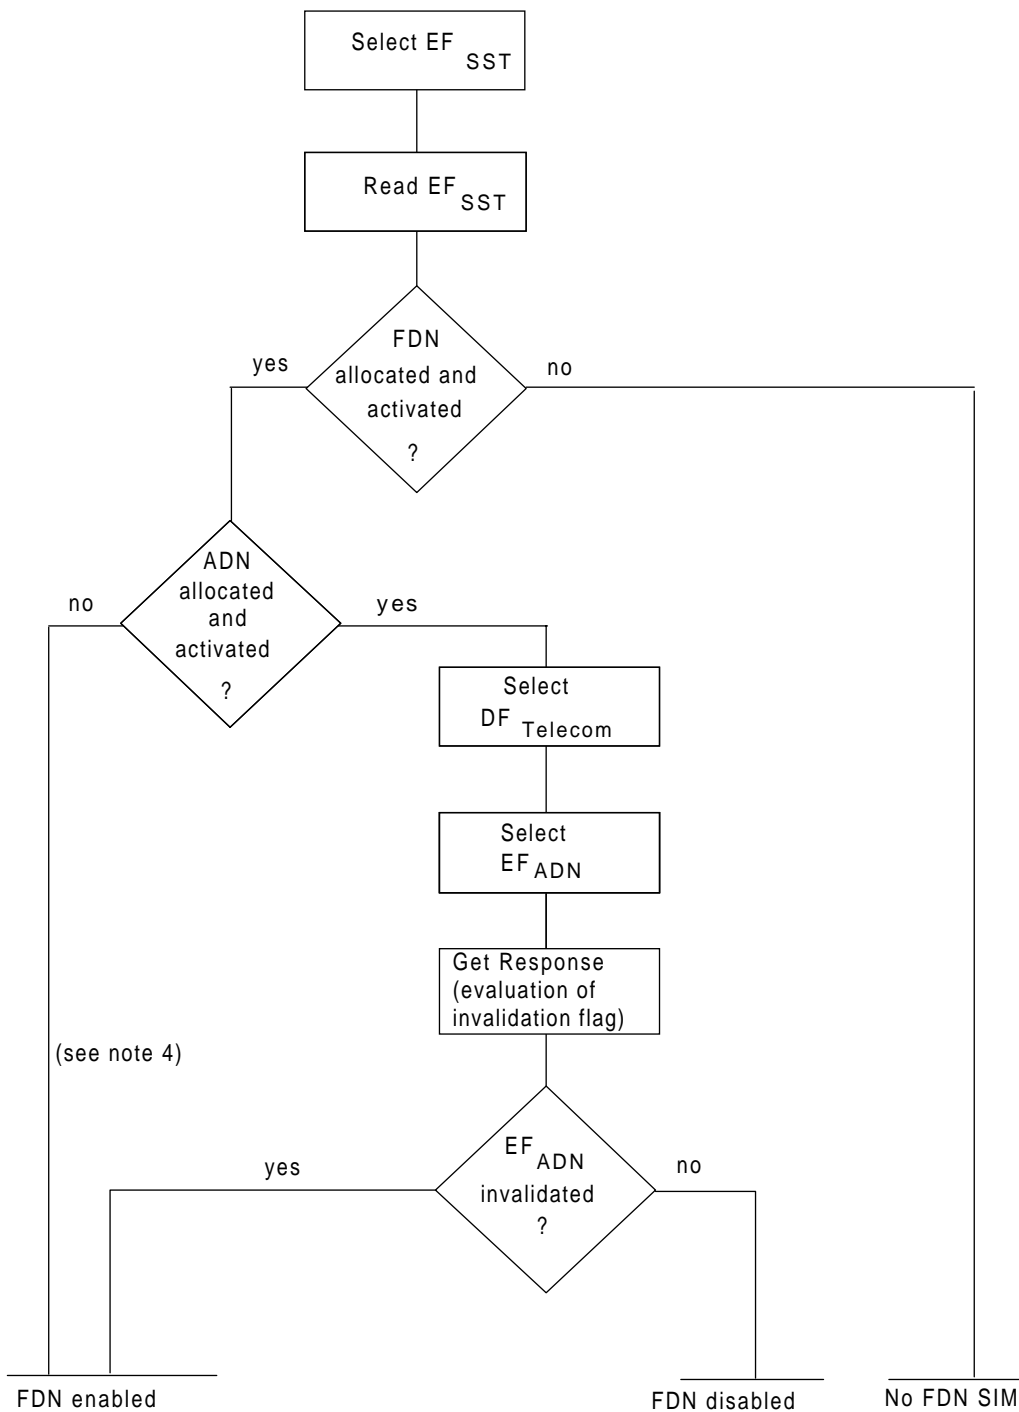 Select EF SST
Read EF SST
FDN
allocated and
activated
?
yes
no
ADN
allocated
and
activated
?
no
yes
Select
DF Telecom
Select
EF ADN
Get Response
(evaluation of
invalidation flag)
(see note 4)
EF ADN
invalidated
?
yes
no
FDN enabled
FDN disabled
No FDN SIM